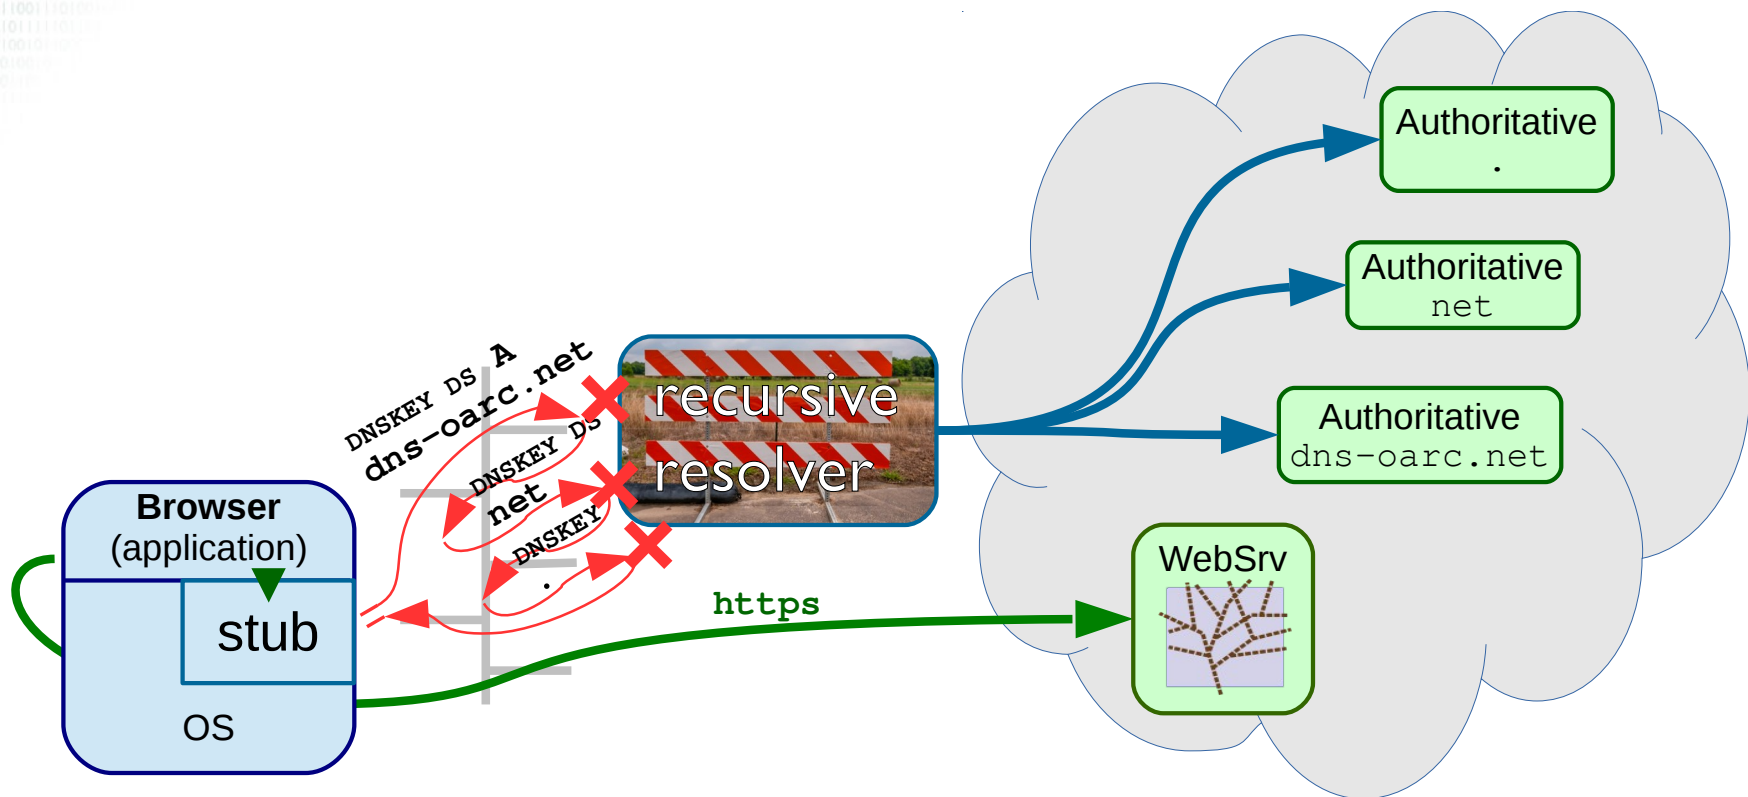 DNSKEY DS A
dns-oarc.net
DNSKEY DS
net
DNSKEY
.
recursive
resolver
Authoritative
.
Authoritative
net
Authoritative
dns-oarc.net
Browser
(application)
stub
OS
https
WebSrv